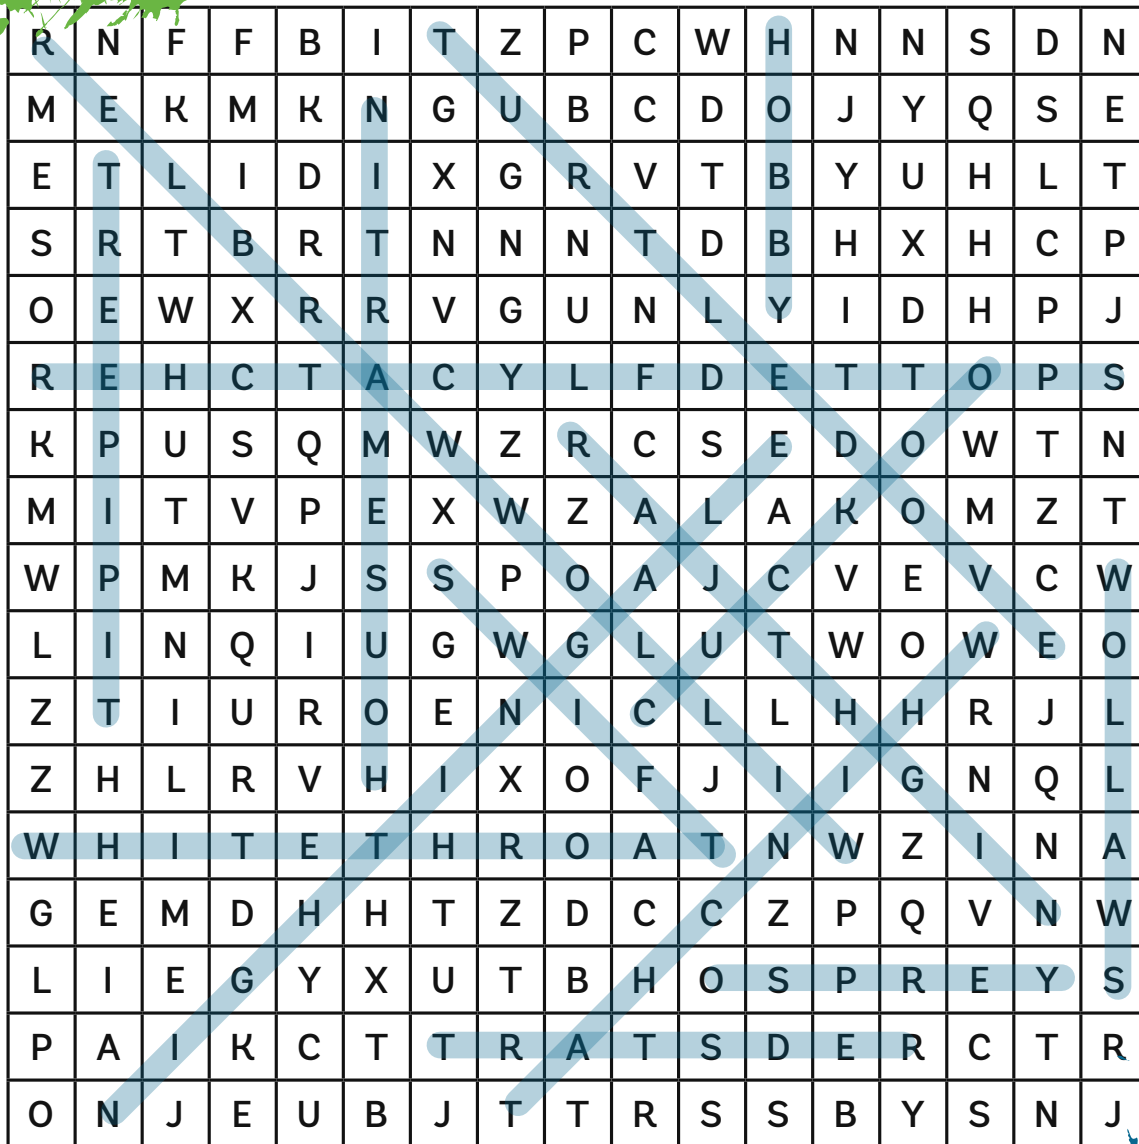 R N F F B I T Z P C W H N N S D N
M E K M K N G U B C D O J Y Q S E
E T L I D I X G R V T B Y U H L T
S R T B R T N N N T D B H X H C P
O E W X R R V G U N L Y I D H P J
R E H C T A C Y L F D E T T O P S
K P U S Q M W Z R C S E D O W T N
M I T V P E X W Z A L A K O M Z T
W P M K J S S P O A J C V E V C W
L I N Q I U G W G L U T W O W E O
Z T I U R O E N I C L L H H R J L
Z H L R V H I X O F J I I G N Q L
W H I T E T H R O A T N W Z I N A
G E M D H H T Z D C C Z P Q V N W
L I E G Y X U T B H O S P R E Y S
P A I K C T T R A T S D E R C T R
O N J E U B J T T R S S B Y S N J